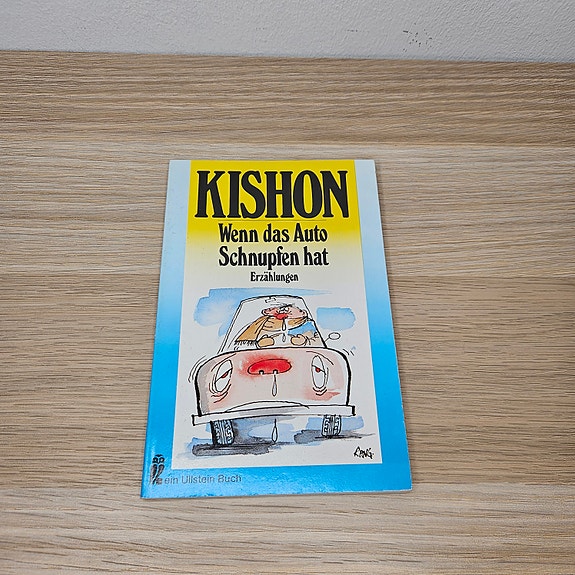 KISHON
Wenn das Auto
Schnupfen hat
Erzählungen
ein Ullstein Buch